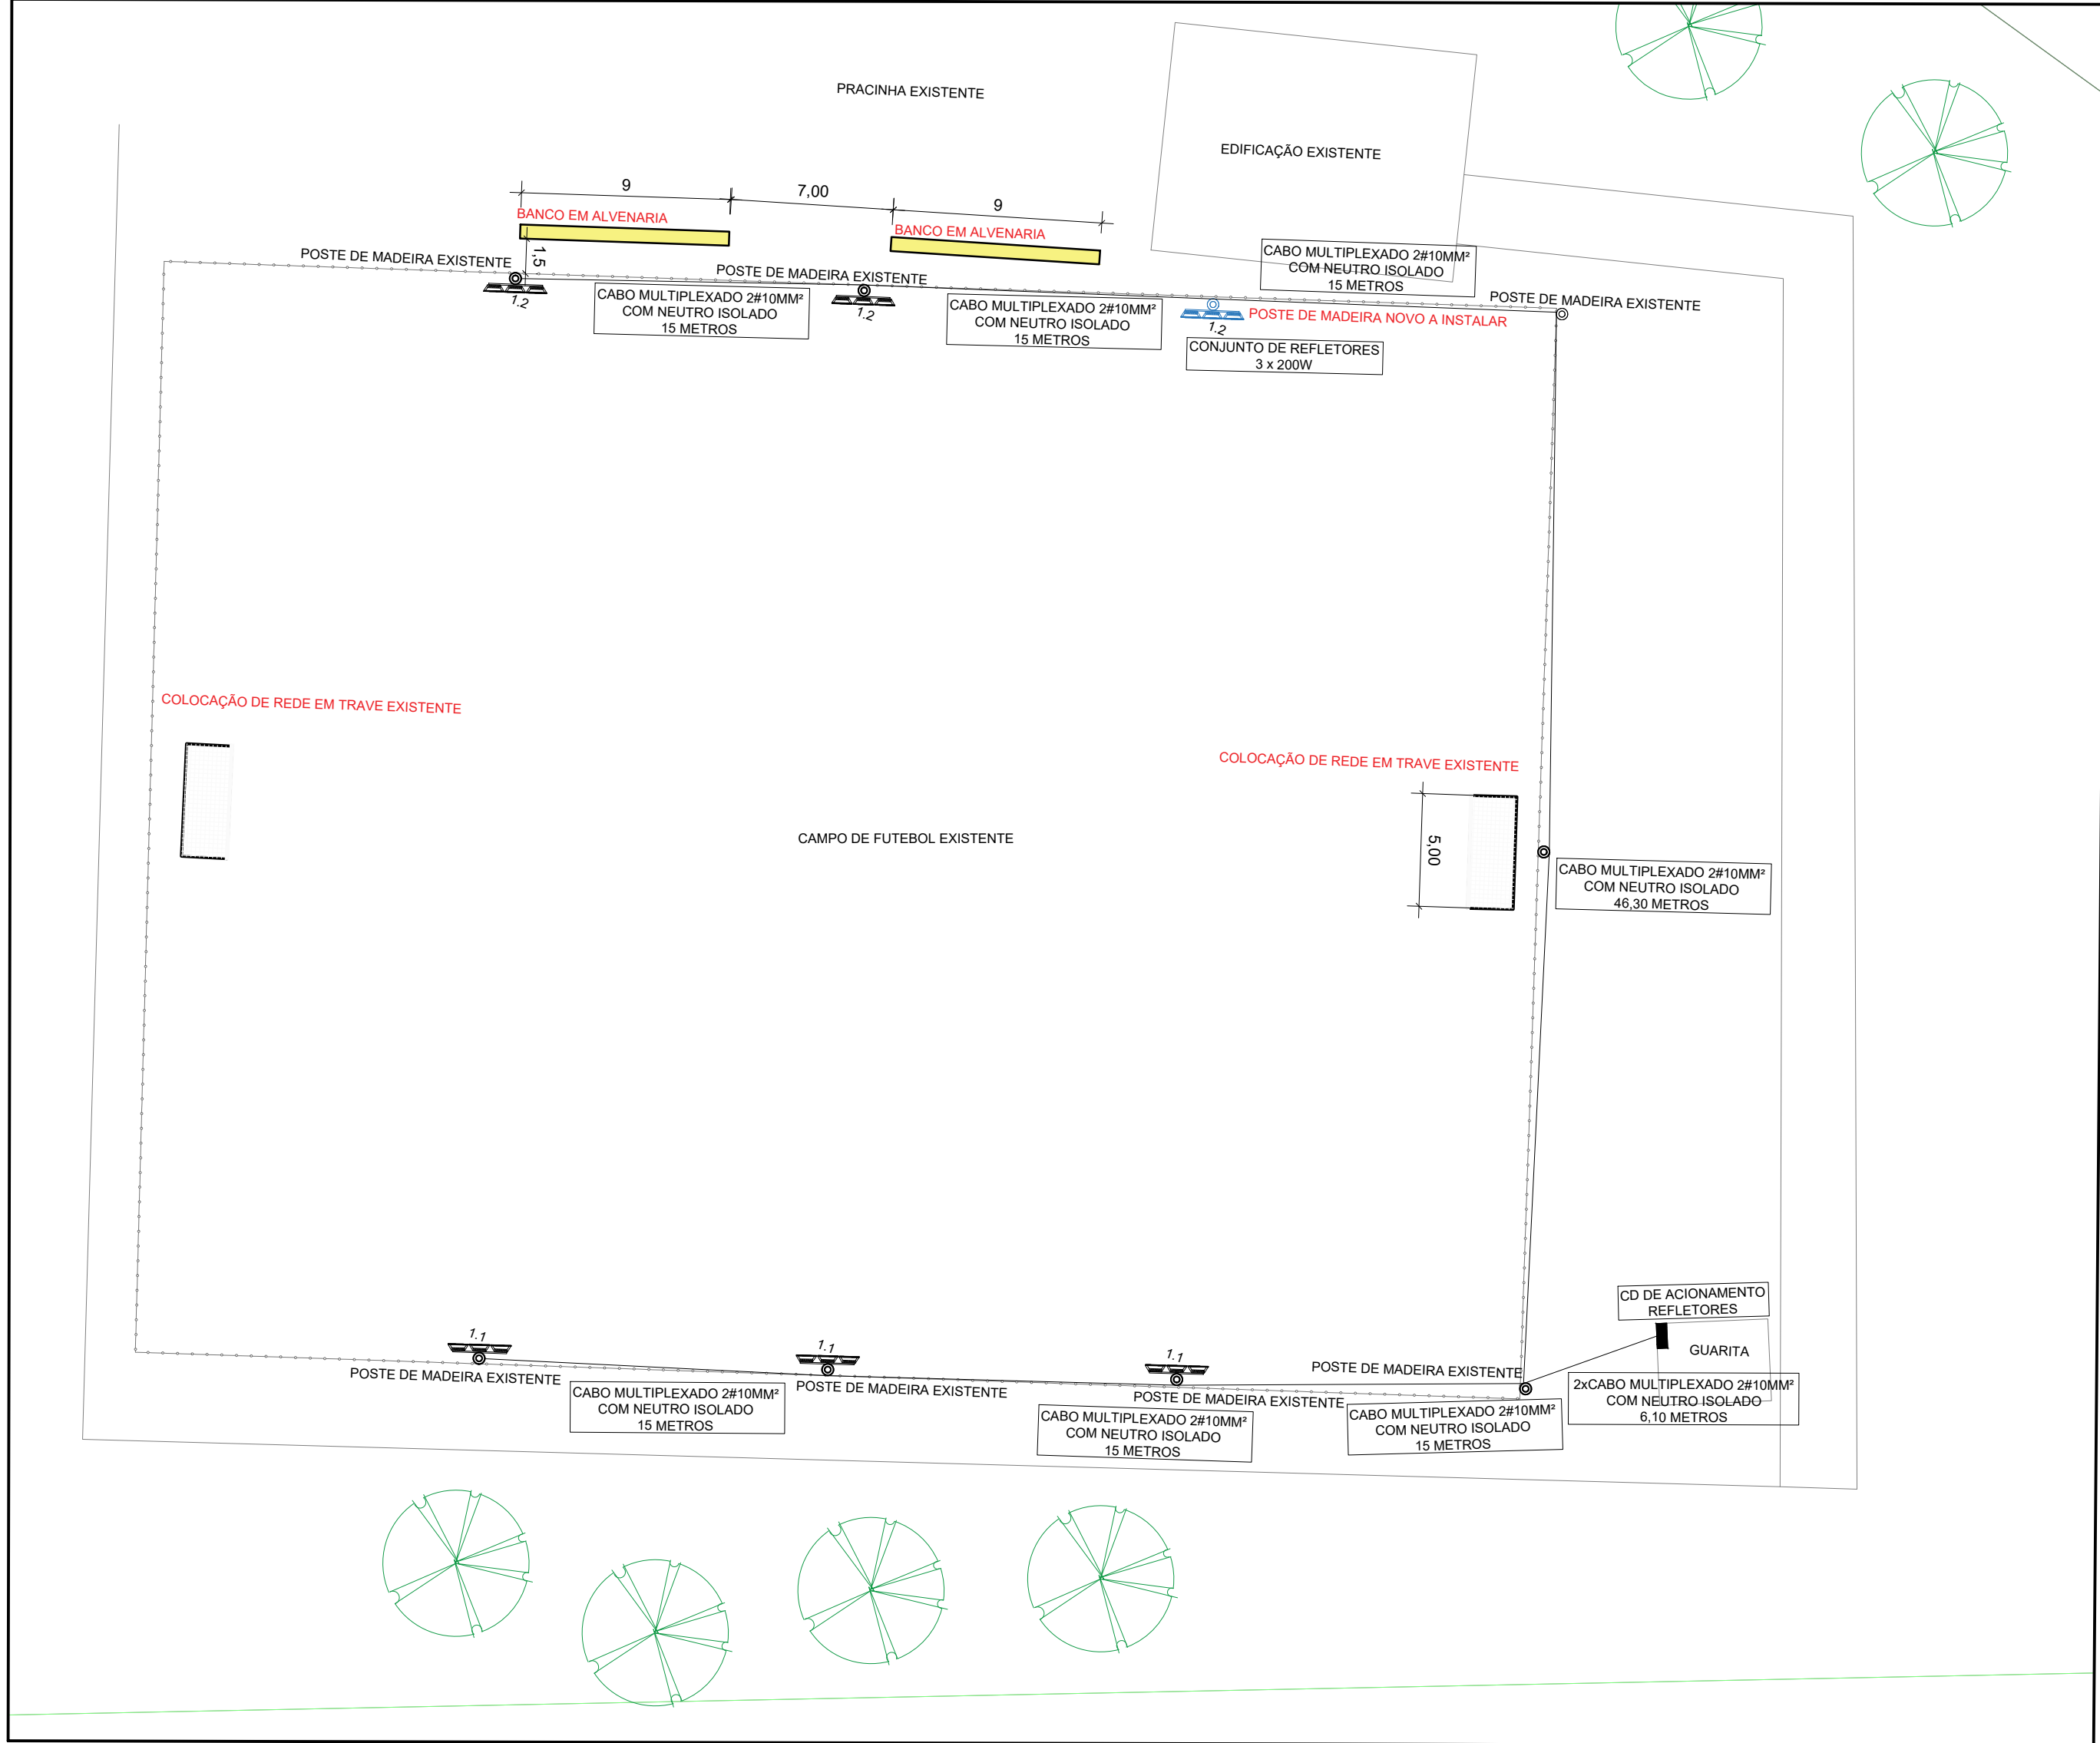 PRACINHA EXISTENTE
EDIFICAÇÃO EXISTENTE
9
7,00
9
BANCO EM ALVENARIA
BANCO EM ALVENARIA
1,5
POSTE DE MADEIRA EXISTENTE
POSTE DE MADEIRA EXISTENTE
CABO MULTIPLEXADO 2#10MM²
COM NEUTRO ISOLADO
15 METROS
POSTE DE MADEIRA EXISTENTE
1.2
CABO MULTIPLEXADO 2#10MM²
COM NEUTRO ISOLADO
15 METROS
1.2
CABO MULTIPLEXADO 2#10MM²
COM NEUTRO ISOLADO
15 METROS
POSTE DE MADEIRA NOVO A INSTALAR
1.2
CONJUNTO DE REFLETORES
3 x 200W
COLOCAÇÃO DE REDE EM TRAVE EXISTENTE
COLOCAÇÃO DE REDE EM TRAVE EXISTENTE
CAMPO DE FUTEBOL EXISTENTE
5,00
CABO MULTIPLEXADO 2#10MM²
COM NEUTRO ISOLADO
46,30 METROS
CD DE ACIONAMENTO
REFLETORES
GUARITA
1.1
1.1
1.1
POSTE DE MADEIRA EXISTENTE
POSTE DE MADEIRA EXISTENTE
POSTE DE MADEIRA EXISTENTE
POSTE DE MADEIRA EXISTENTE
2xCABO MULTIPLEXADO 2#10MM²
COM NEUTRO ISOLADO
6,10 METROS
CABO MULTIPLEXADO 2#10MM²
COM NEUTRO ISOLADO
15 METROS
CABO MULTIPLEXADO 2#10MM²
COM NEUTRO ISOLADO
15 METROS
CABO MULTIPLEXADO 2#10MM²
COM NEUTRO ISOLADO
15 METROS